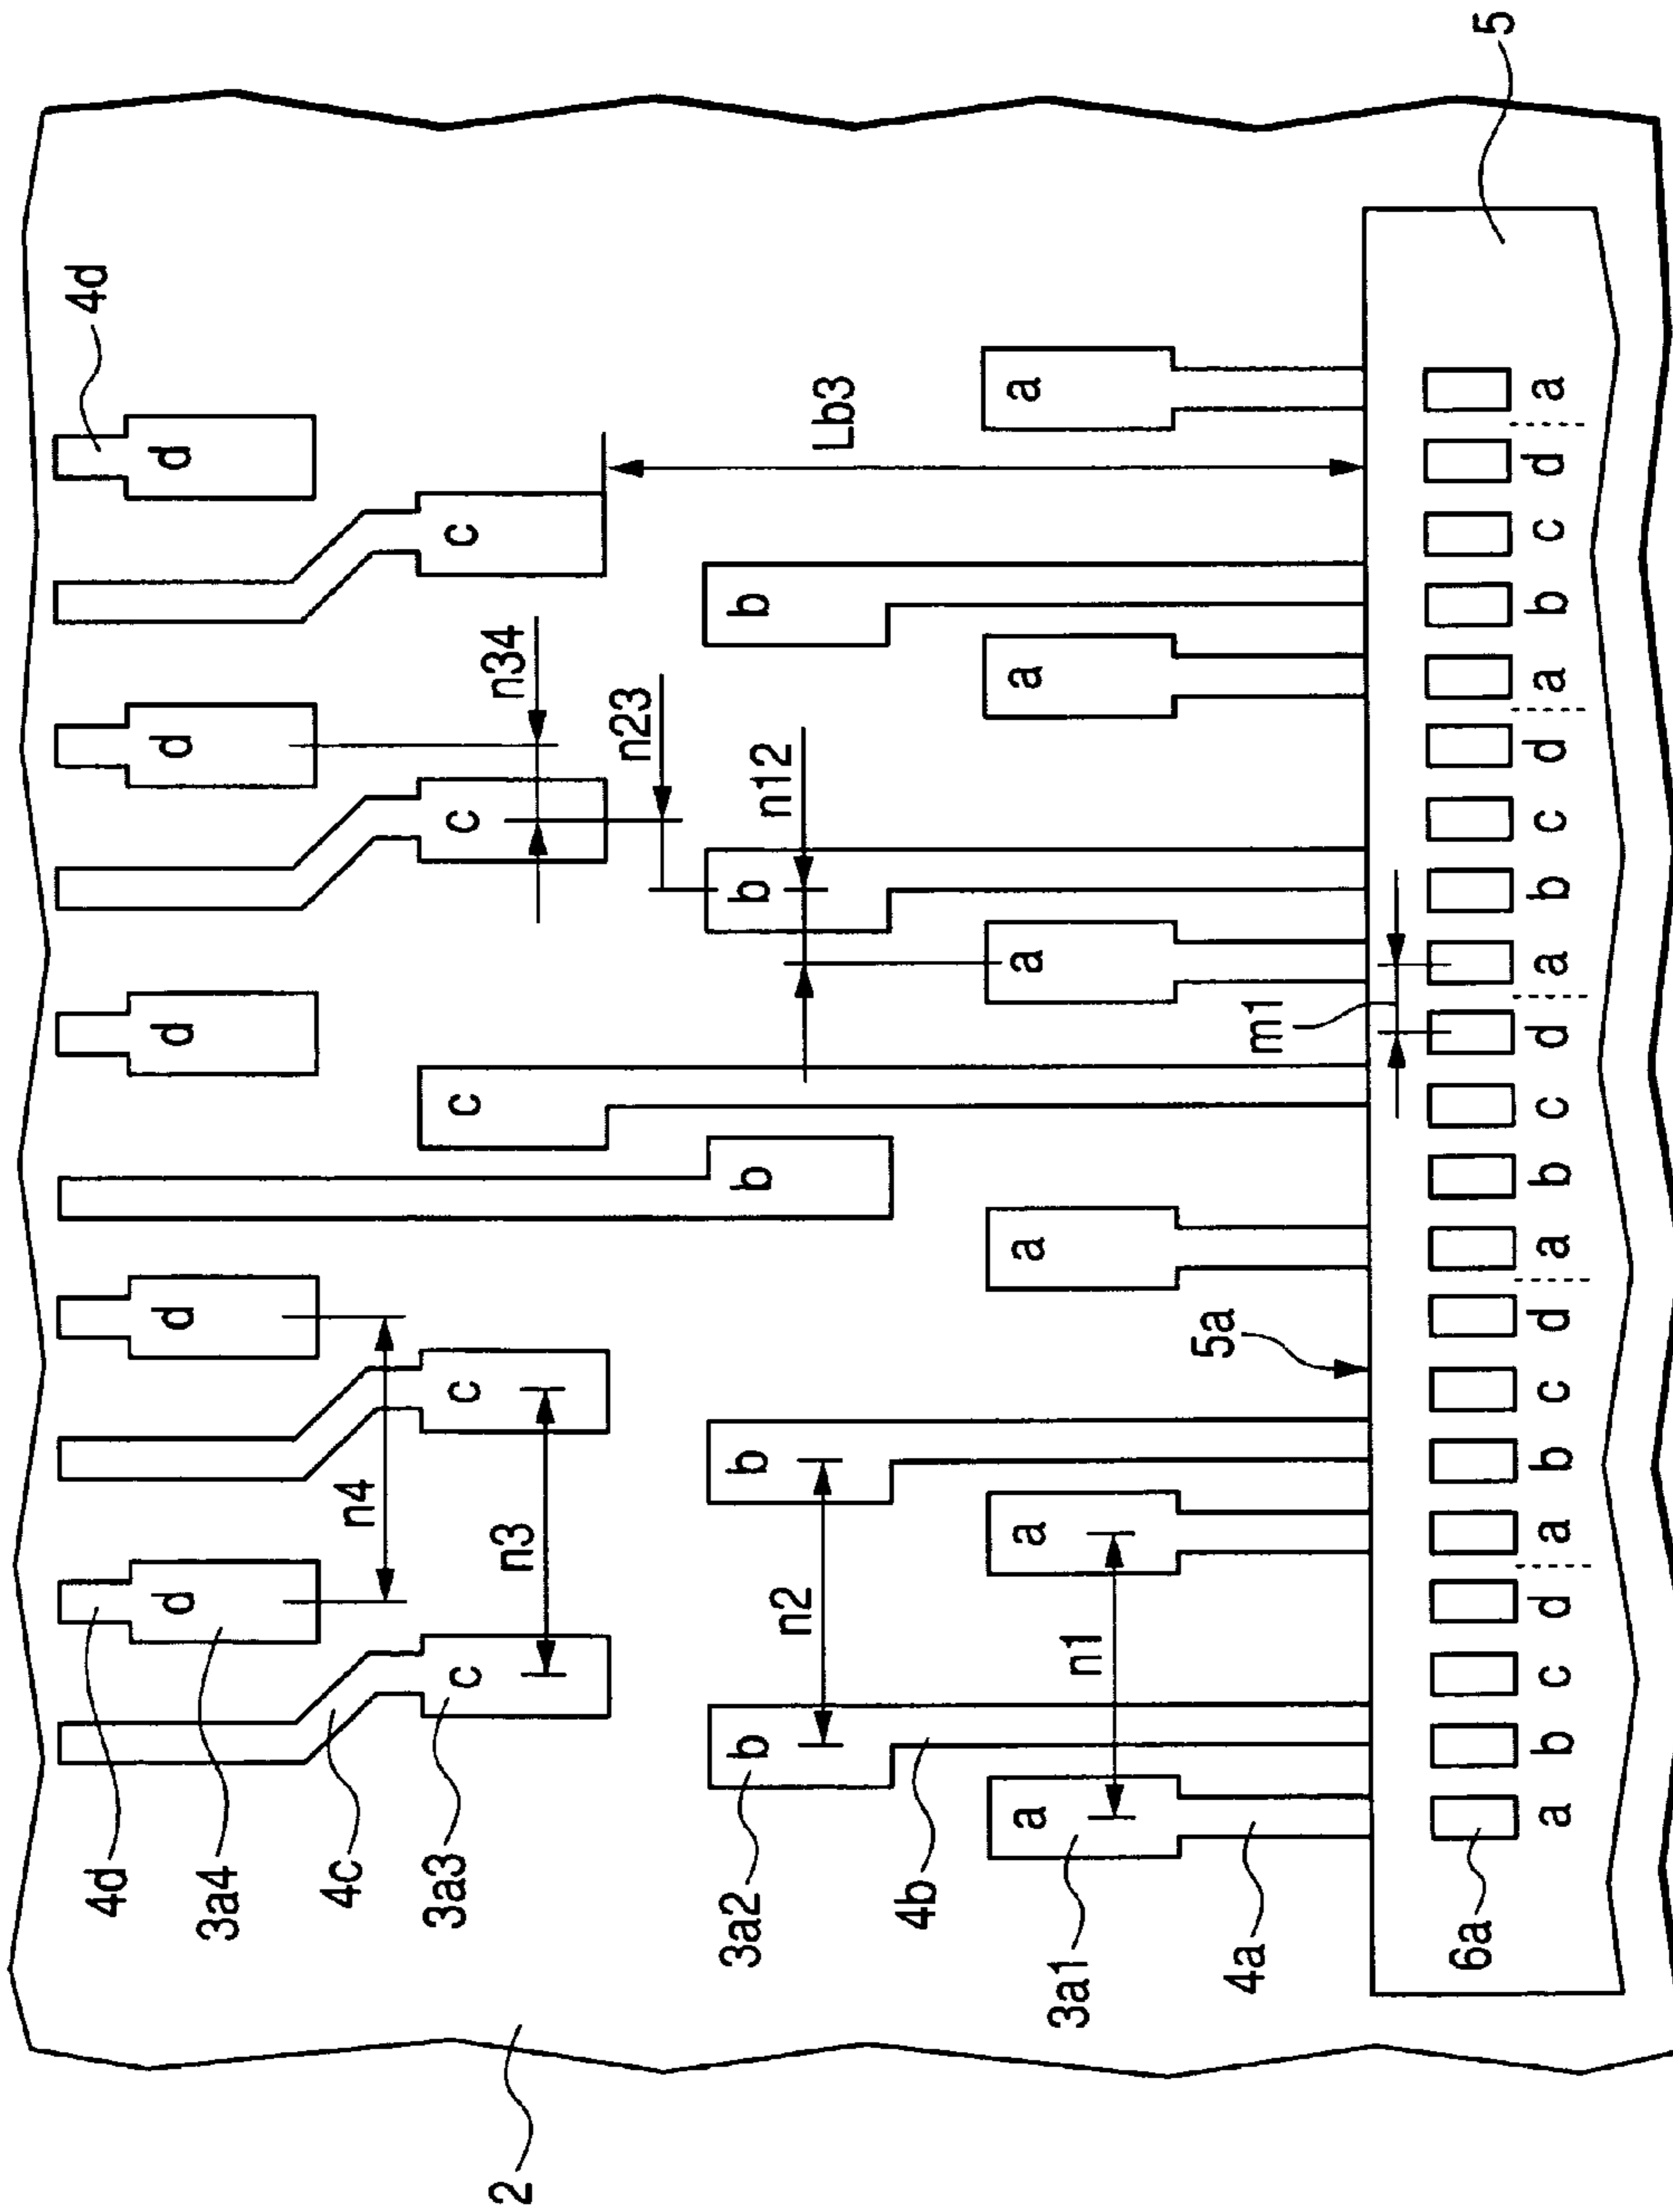 4d
4d
d d d d d
3a4
4c
n4
3a3
c c c c c
2
n3
n34
n23
3a2
b b b b b
n12
n2
Lb3
4b
a a a a a a
3a1
n1
5a
4a
m1
6a
5
a b c d a b c d a b c d a b c d a b c d a